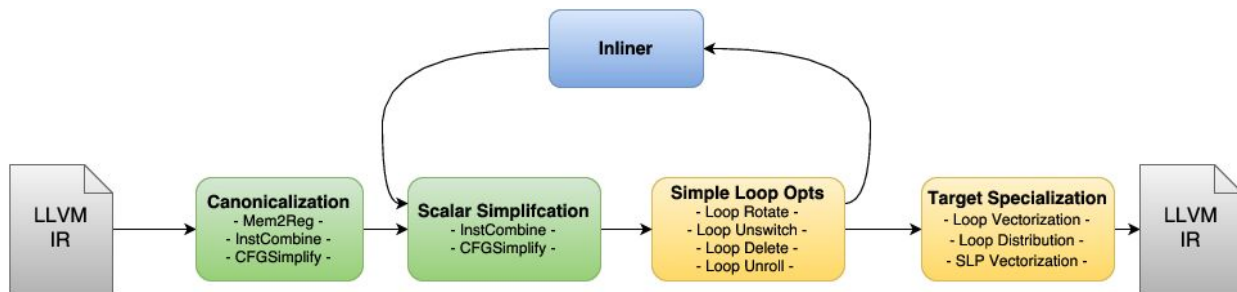 Inliner
LLVM
IR
Canonicalization
- Mem2Reg -
- InstCombine -
- CFGSimplify -
Scalar Simplifcation
- InstCombine -
- CFGSimplify -
Simple Loop Opts
- Loop Rotate -
- Loop Unswitch -
- Loop Delete -
- Loop Unroll -
Target Specialization
- Loop Vectorization -
- Loop Distribution -
- SLP Vectorization -
LLVM
IR